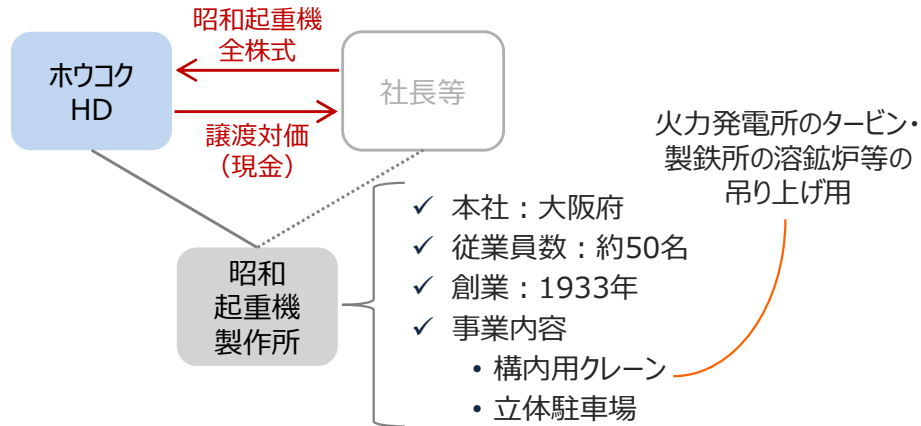 昭和起重機
全株式
ホウコク
HD
社長等
譲渡対価
（現金）
火力発電所のタービン・
製鉄所の溶鉱炉等の
吊り上げ用
昭和
起重機
製作所
✓ 本社：大阪府
✓ 従業員数：約50名
✓ 創業：1933年
✓ 事業内容
• 構内用クレーン
• 立体駐車場